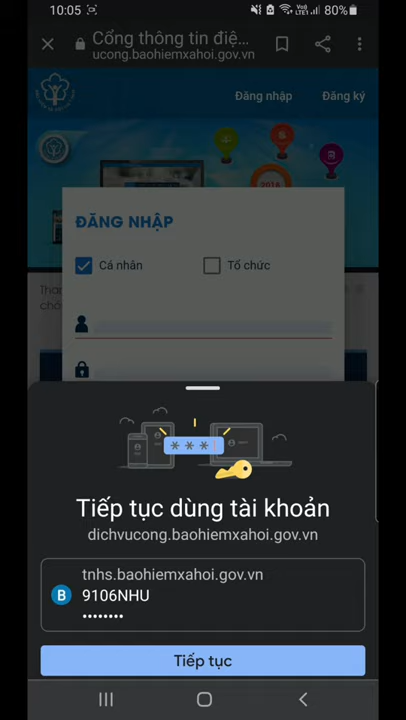 10:05
80%
Cổng thông tin điệ...
ucong.baohiemxahoi.gov.vn
Đăng nhập
Đăng ký
2014
ĐĂNG NHẬP
Cá nhân
Tổ chức
* * *
Tiếp tục dùng tài khoản
dichvucong.baohiemxahoi.gov.vn
tnhs.baohiemxahoi.gov.vn
B
9106NHU
••••••••
Tiếp tục